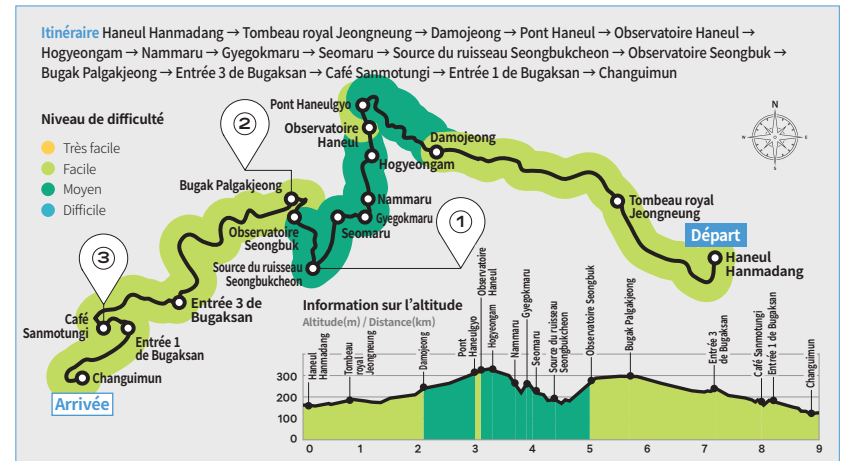 Itinéraire Haneul Hanmadang → Tombeau royal Jeongneung → Damojeong → Pont Haneul → Observatoire Haneul →
Hogyeongam → Nammaru → Gyegokmaru → Seomaru → Source du ruisseau Seongbukcheon → Observatoire Seongbuk →
Bugak Palgakjeong → Entrée 3 de Bugaksan → Café Sanmotungi → Entrée 1 de Bugaksan → Changuimun
Niveau de difficulté
Très facile
Facile
Moyen
Difficile
N
E
S
W
Pont Haneulgyo
Observatoire
Haneul
Damojeong
Hogyeongam
2
Bugak Palgakjeong
Nammaru
Gyegokmaru
Seomaru
Observatoire
Seongbuk
1
Source du ruisseau
Seongbukcheon
Tombeau royal
Jeongneung
Départ
Haneul
Hanmadang
3
Entrée 3 de
Bugaksan
Café
Sanmotungi
Entrée 1
de Bugaksan
Changuimun
Arrivée
Information sur l'altitude
Altitude(m) / Distance(km)
Haneul
Hanmadang
Tombeau
royal
Jeongneung
Damojeong
Pont
Haneulgyo
Observatoire
Haneul
Hogyeongam
Nammaru
Gyegokmaru
Seomaru
Source du ruisseau
Seongbukcheon
Observatoire Seongbuk
Bugak Palgakjeong
Entrée 3
de Bugaksan
Café Sanmotungi
Entrée 1 de Bugaksan
Changuimun
300
200
100
0
0 1 2 3 4 5 6 7 8 9